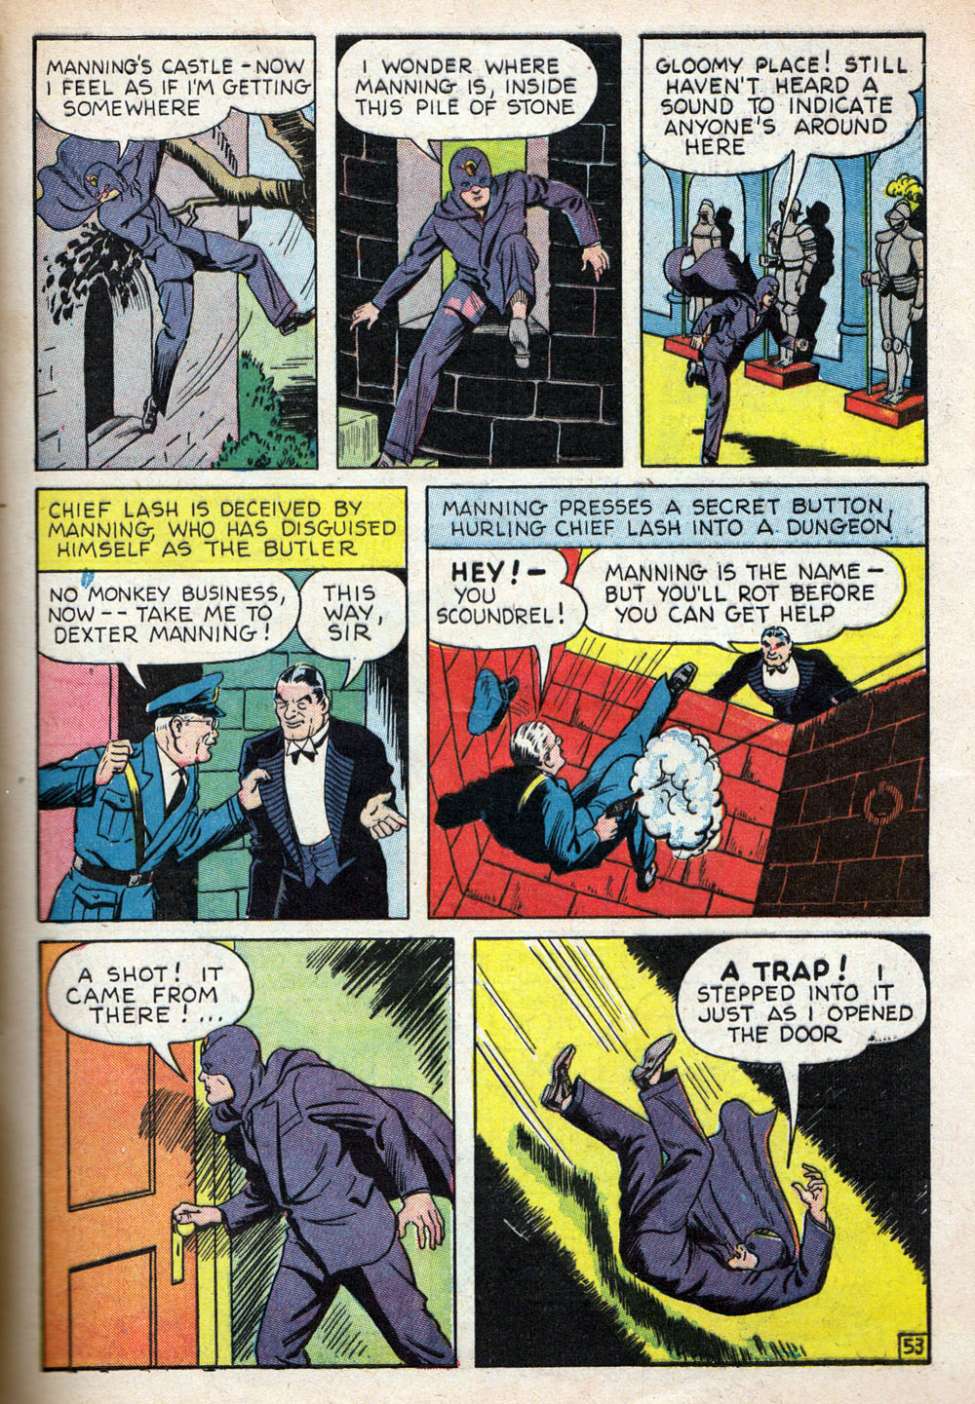 MANNING'S CASTLE - NOW
I FEEL AS IF I'M GETTING
SOMEWHERE
I WONDER WHERE
MANNING IS, INSIDE
THIS PILE OF STONE
GLOOMY PLACE! STILL
HAVEN'T HEARD A
SOUND TO INDICATE
ANYONE'S AROUND
HERE
CHIEF LASH IS DECEIVED BY
MANNING, WHO HAS DISGUISED
HIMSELF AS THE BUTLER
NO MONKEY BUSINESS,
NOW -- TAKE ME TO
DEXTER MANNING!
THIS
WAY,
SIR
MANNING PRESSES A SECRET BUTTON,
HURLING CHIEF LASH INTO A DUNGEON
HEY! -
YOU
SCOUNDREL!
MANNING IS THE NAME -
BUT YOU'LL ROT BEFORE
YOU CAN GET HELP
A SHOT! IT
CAME FROM
THERE!...
A TRAP! I
STEPPED INTO IT
JUST AS I OPENED
THE DOOR .....
53